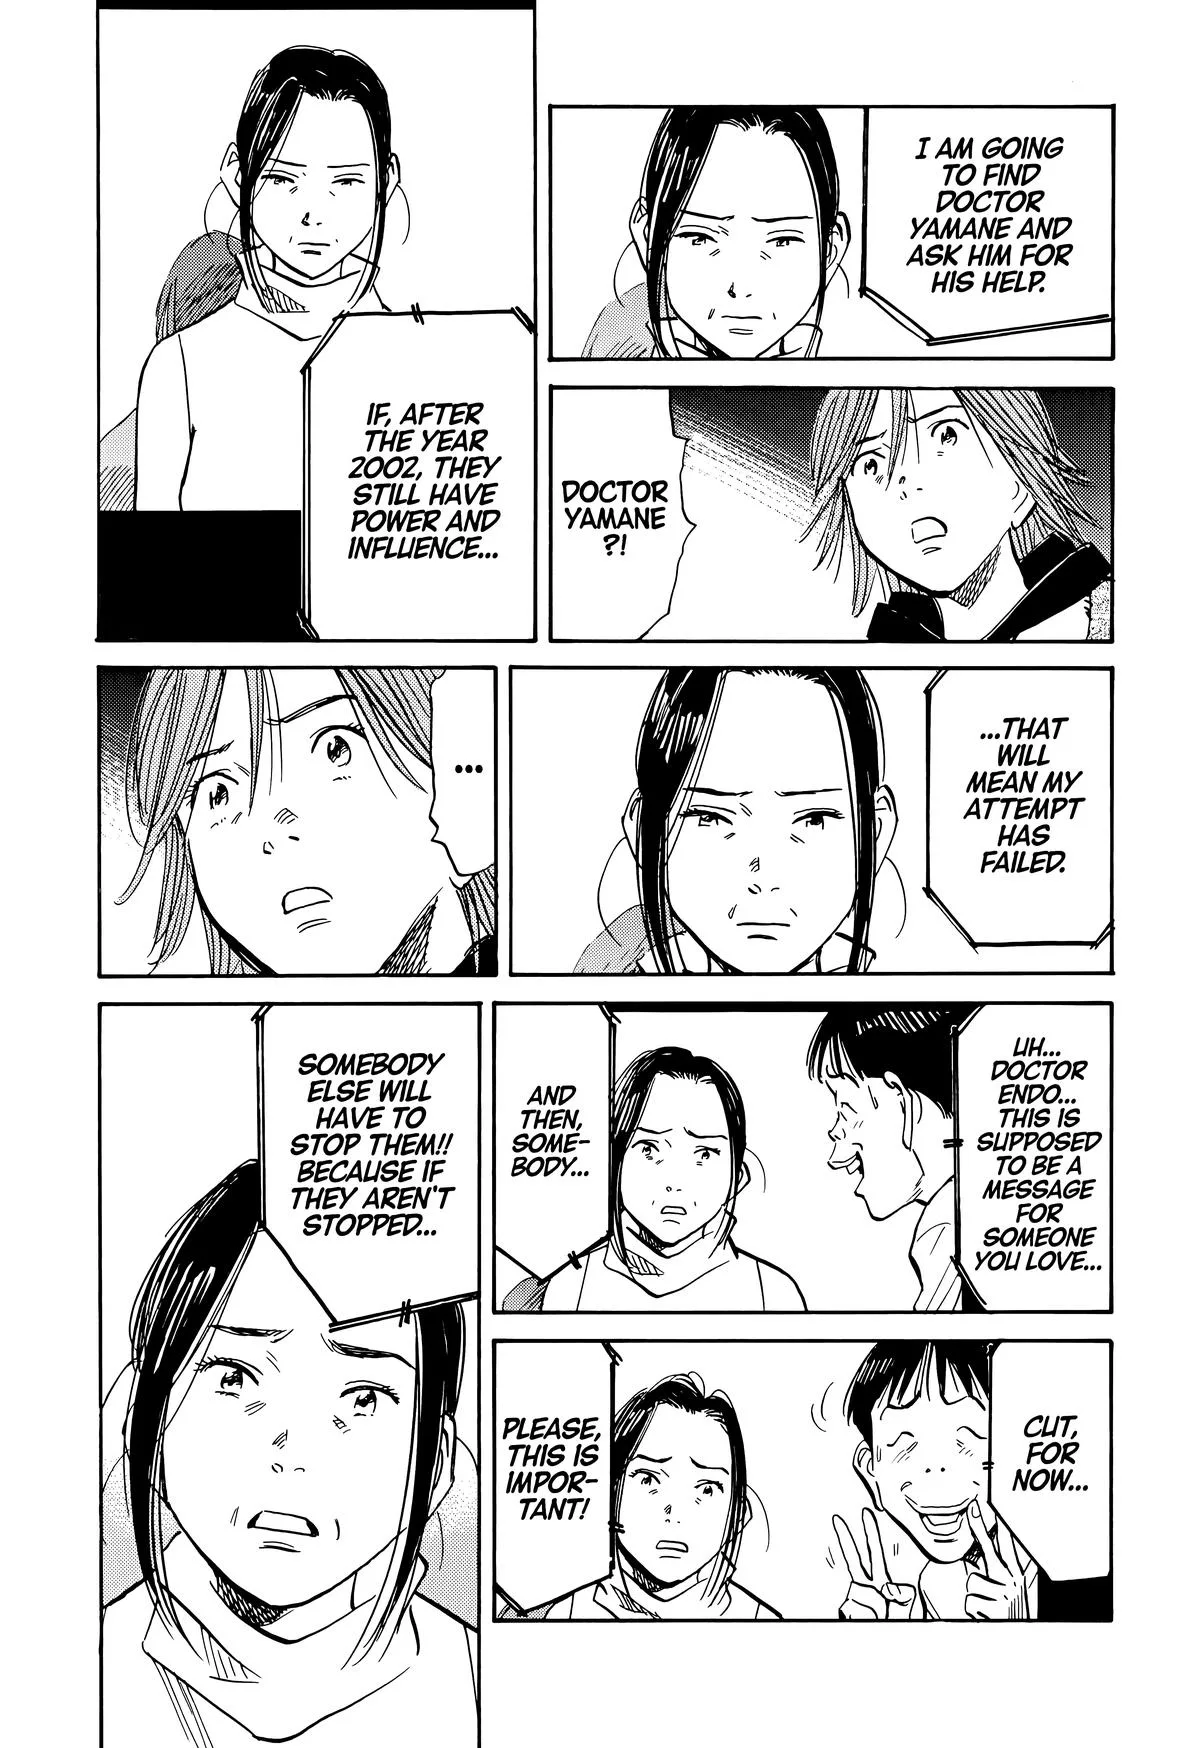 I AM GOING
TO FIND
DOCTOR
YAMANE AND
ASK HIM FOR
HIS HELP.
DOCTOR
YAMANE
?!
IF, AFTER
THE YEAR
2002, THEY
STILL HAVE
POWER AND
INFLUENCE...
...THAT
WILL
MEAN MY
ATTEMPT
HAS
FAILED.
...
UH...
DOCTOR
ENDO...
THIS IS
SUPPOSED
TO BE A
MESSAGE
FOR
SOMEONE
YOU LOVE...
AND
THEN,
SOME-
BODY...
CUT,
FOR
NOW...
PLEASE,
THIS IS
IMPOR-
TANT!
SOMEBODY
ELSE WILL
HAVE TO
STOP THEM!!
BECAUSE IF
THEY AREN'T
STOPPED...